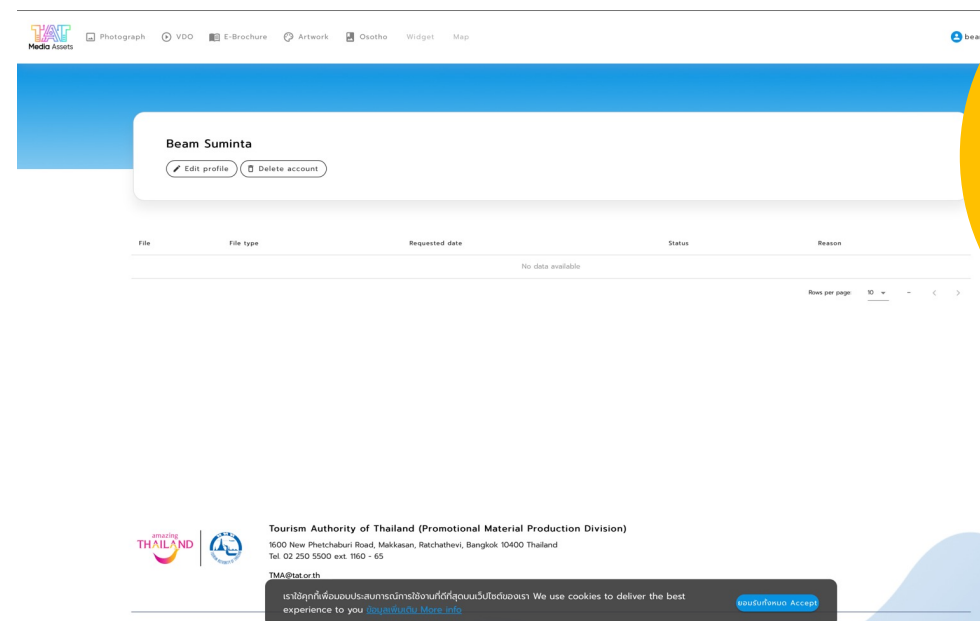 TAT
Media Assets
Photograph
VDO
E-Brochure
Artwork
Osotho
Widget
Map
Beam Suminta
Edit profile
Delete account
File File type Requested date Status Reason
No data available
Rows per page: 10 –
amazing
THAILAND
Tourism Authority of Thailand (Promotional Material Production Division)
1600 New Phetchaburi Road, Makkasan, Ratchathevi, Bangkok 10400 Thailand
Tel. 02 250 5500 ext. 1160 - 65
TMA@tat.or.th
เราใช้คุกกี้เพื่อมอบประสบการณ์การใช้งานที่ดีที่สุดบนเว็บไซต์ของเรา We use cookies to deliver the best
experience to you ข้อมูลเพิ่มเติม More info
ยอมรับทั้งหมด Accept